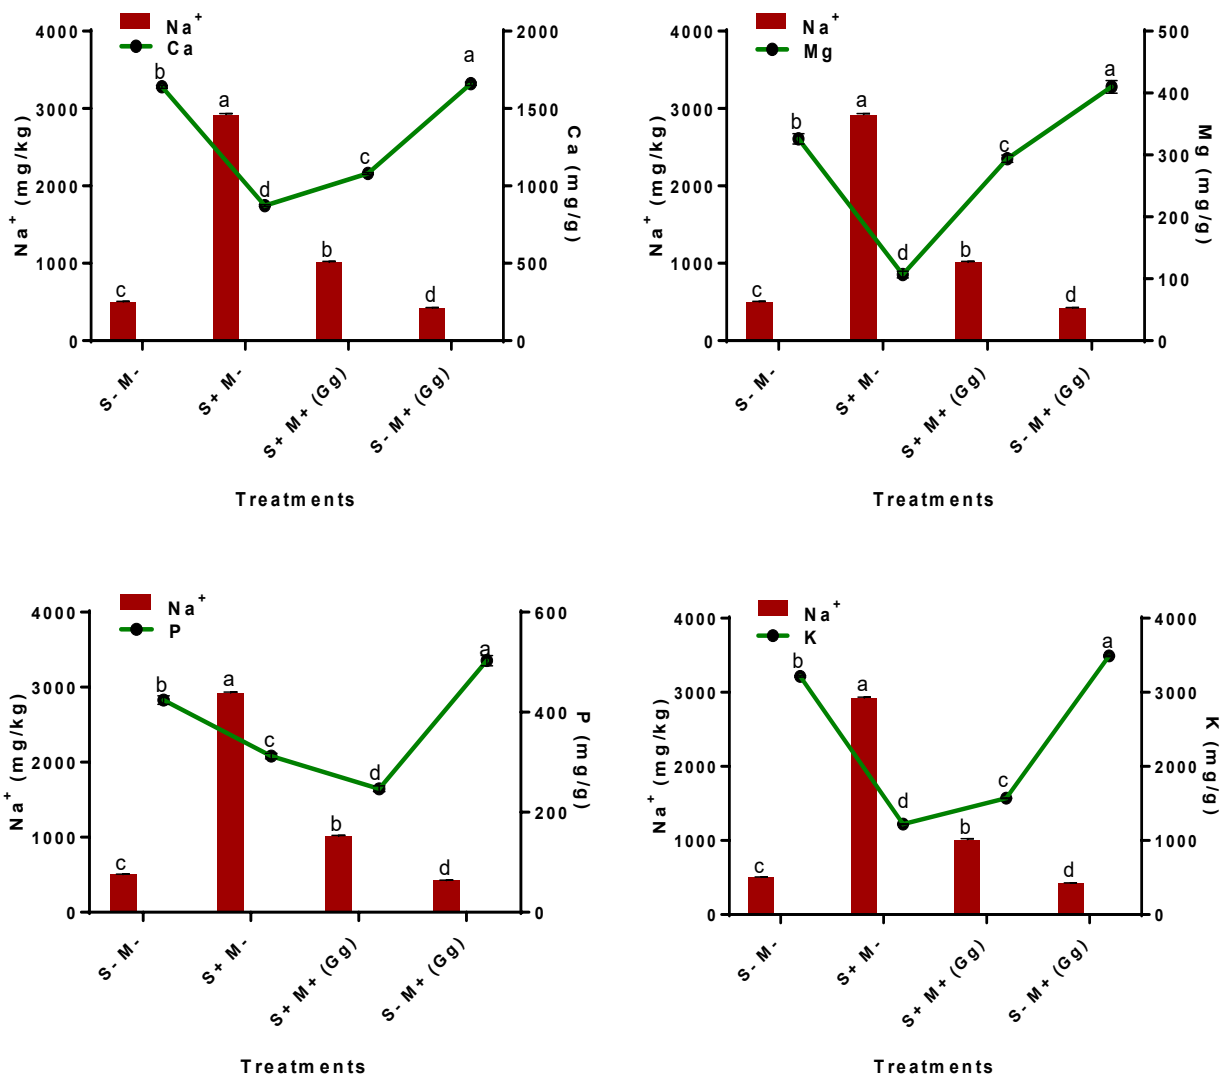 Na+
Ca
4000
3000
2000
1000
0
Na+ (mg/kg)
2000
1500
1000
500
0
Ca (mg/g)
b
a
d
c
a
c
b
d
S- M-
S+ M-
S+ M+ (Gg)
S- M+ (Gg)
Treatments
Na+
Mg
4000
3000
2000
1000
0
Na+ (mg/kg)
500
400
300
200
100
0
Mg (mg/g)
b
a
d
c
a
c
b
d
S- M-
S+ M-
S+ M+ (Gg)
S- M+ (Gg)
Treatments
Na+
P
4000
3000
2000
1000
0
Na+ (mg/kg)
600
400
200
0
P (mg/g)
b
a
c
d
a
c
b
d
S- M-
S+ M-
S+ M+ (Gg)
S- M+ (Gg)
Treatments
Na+
K
4000
3000
2000
1000
0
Na+ (mg/kg)
4000
3000
2000
1000
0
K (mg/g)
b
a
d
c
a
c
b
d
S- M-
S+ M-
S+ M+ (Gg)
S- M+ (Gg)
Treatments